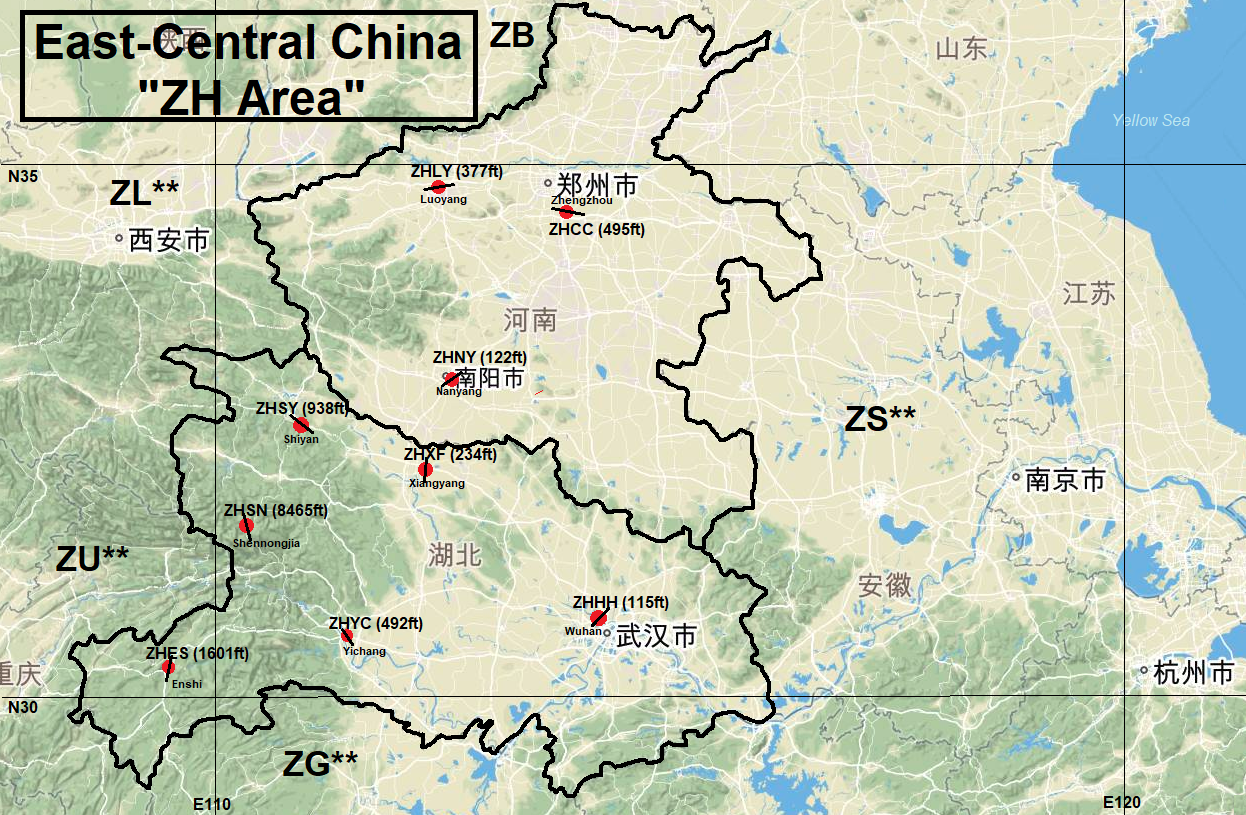 East-Central China
"ZH Area"
陕西
ZB
山东
Yellow Sea
N35
ZL**
西安市
ZHLY (377ft)
Luoyang
郑州市
Zhengzhou
ZHCC (495ft)
江苏
河南
ZHNY (122ft)
南阳市
Nanyang
ZHSY (938ft)
Shiyan
ZS**
ZHXF (234ft)
Xiangyang
南京市
ZHSN (8465ft)
Shennongjia
ZU**
湖北
安徽
ZHHH (115ft)
Wuhan
武汉市
ZHYC (492ft)
Yichang
ZHES (1601ft)
Enshi
重庆
杭州市
N30
ZG**
E110
E120